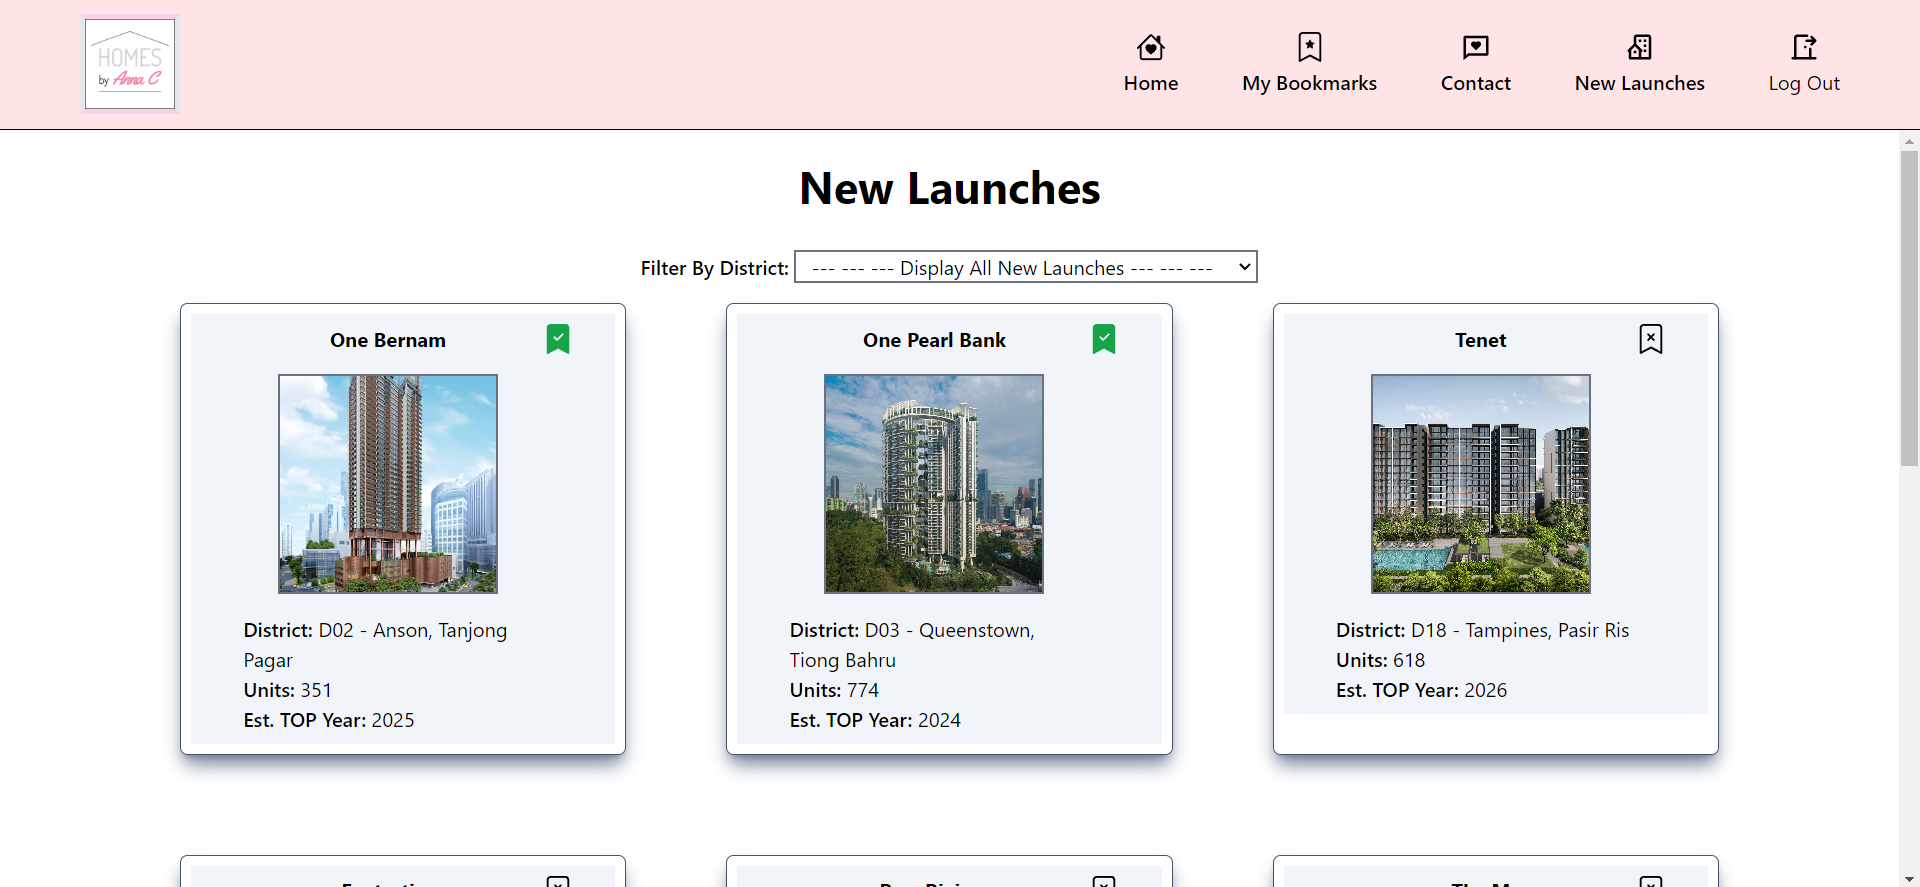 HOMES
by Anna C
Home
My Bookmarks
Contact
New Launches
Log Out
New Launches
Filter By District: --- --- --- Display All New Launches --- --- ---
One Bernam
District: D02 - Anson, Tanjong
Pagar
Units: 351
Est. TOP Year: 2025
One Pearl Bank
District: D03 - Queenstown,
Tiong Bahru
Units: 774
Est. TOP Year: 2024
Tenet
District: D18 - Tampines, Pasir Ris
Units: 618
Est. TOP Year: 2026